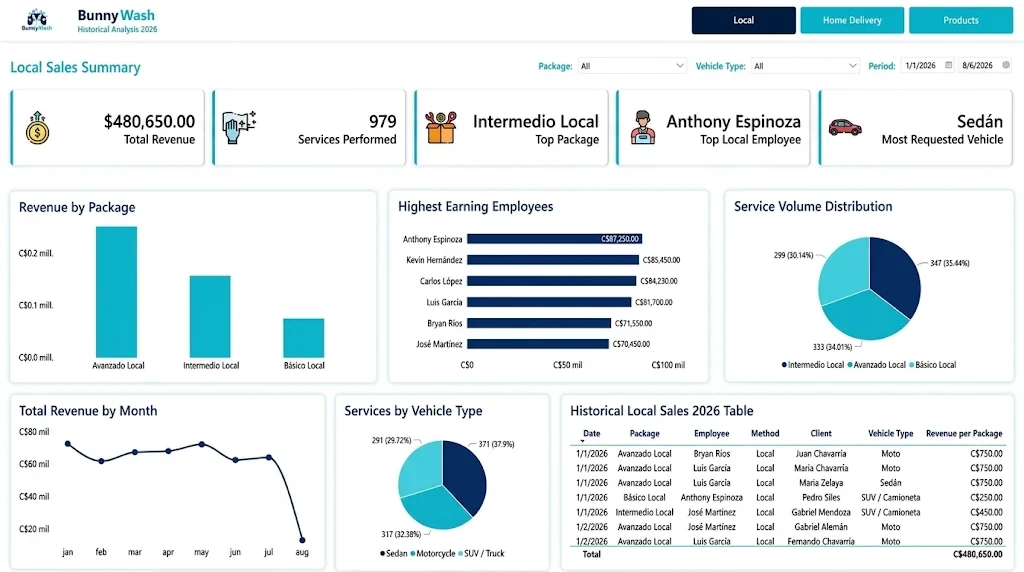 BunnyWash
Bunny Wash
Historical Analysis 2026
Local
Home Delivery
Products
Local Sales Summary
Package: All
Vehicle Type: All
Period: 1/1/2026 8/6/2026
$480,650.00
Total Revenue
979
Services Performed
Intermedio Local
Top Package
Anthony Espinoza
Top Local Employee
Sedán
Most Requested Vehicle
Revenue by Package
C$0.2 mill.
C$0.1 mill.
C$0.0 mill.
Avanzado Local Intermedio Local Básico Local
Highest Earning Employees
Anthony Espinoza C$87,250.00
Kevin Hernández C$85,450.00
Carlos López C$84,230.00
Luis García C$81,700.00
Bryan Ríos C$71,550.00
José Martínez C$70,450.00
C$0 C$50 mil C$100 mil
Service Volume Distribution
299 (30.14%)
347 (35.44%)
333 (34.01%)
Intermedio Local Avanzado Local Básico Local
Total Revenue by Month
C$80 mil
C$60 mil
C$40 mil
C$20 mil
jan feb mar apr may jun jul aug
Services by Vehicle Type
291 (29.72%)
371 (37.9%)
317 (32.38%)
Sedan Motorcycle SUV / Truck
Historical Local Sales 2026 Table
Date Package Employee Method Client Vehicle Type Revenue per Package
1/1/2026 Avanzado Local Bryan Ríos Local Juan Chavarría Moto C$750.00
1/1/2026 Avanzado Local Luis García Local Maria Chavarría Moto C$750.00
1/1/2026 Avanzado Local Luis García Local Maria Zelaya Sedán C$750.00
1/1/2026 Básico Local Anthony Espinoza Local Pedro Siles SUV / Camioneta C$250.00
1/1/2026 Intermedio Local José Martínez Local Gabriel Mendoza SUV / Camioneta C$450.00
1/2/2026 Avanzado Local José Martínez Local Gabriel Alemán Moto C$750.00
1/2/2026 Avanzado Local Luis García Local Fernando Chavarría Moto C$750.00
Total C$480,650.00